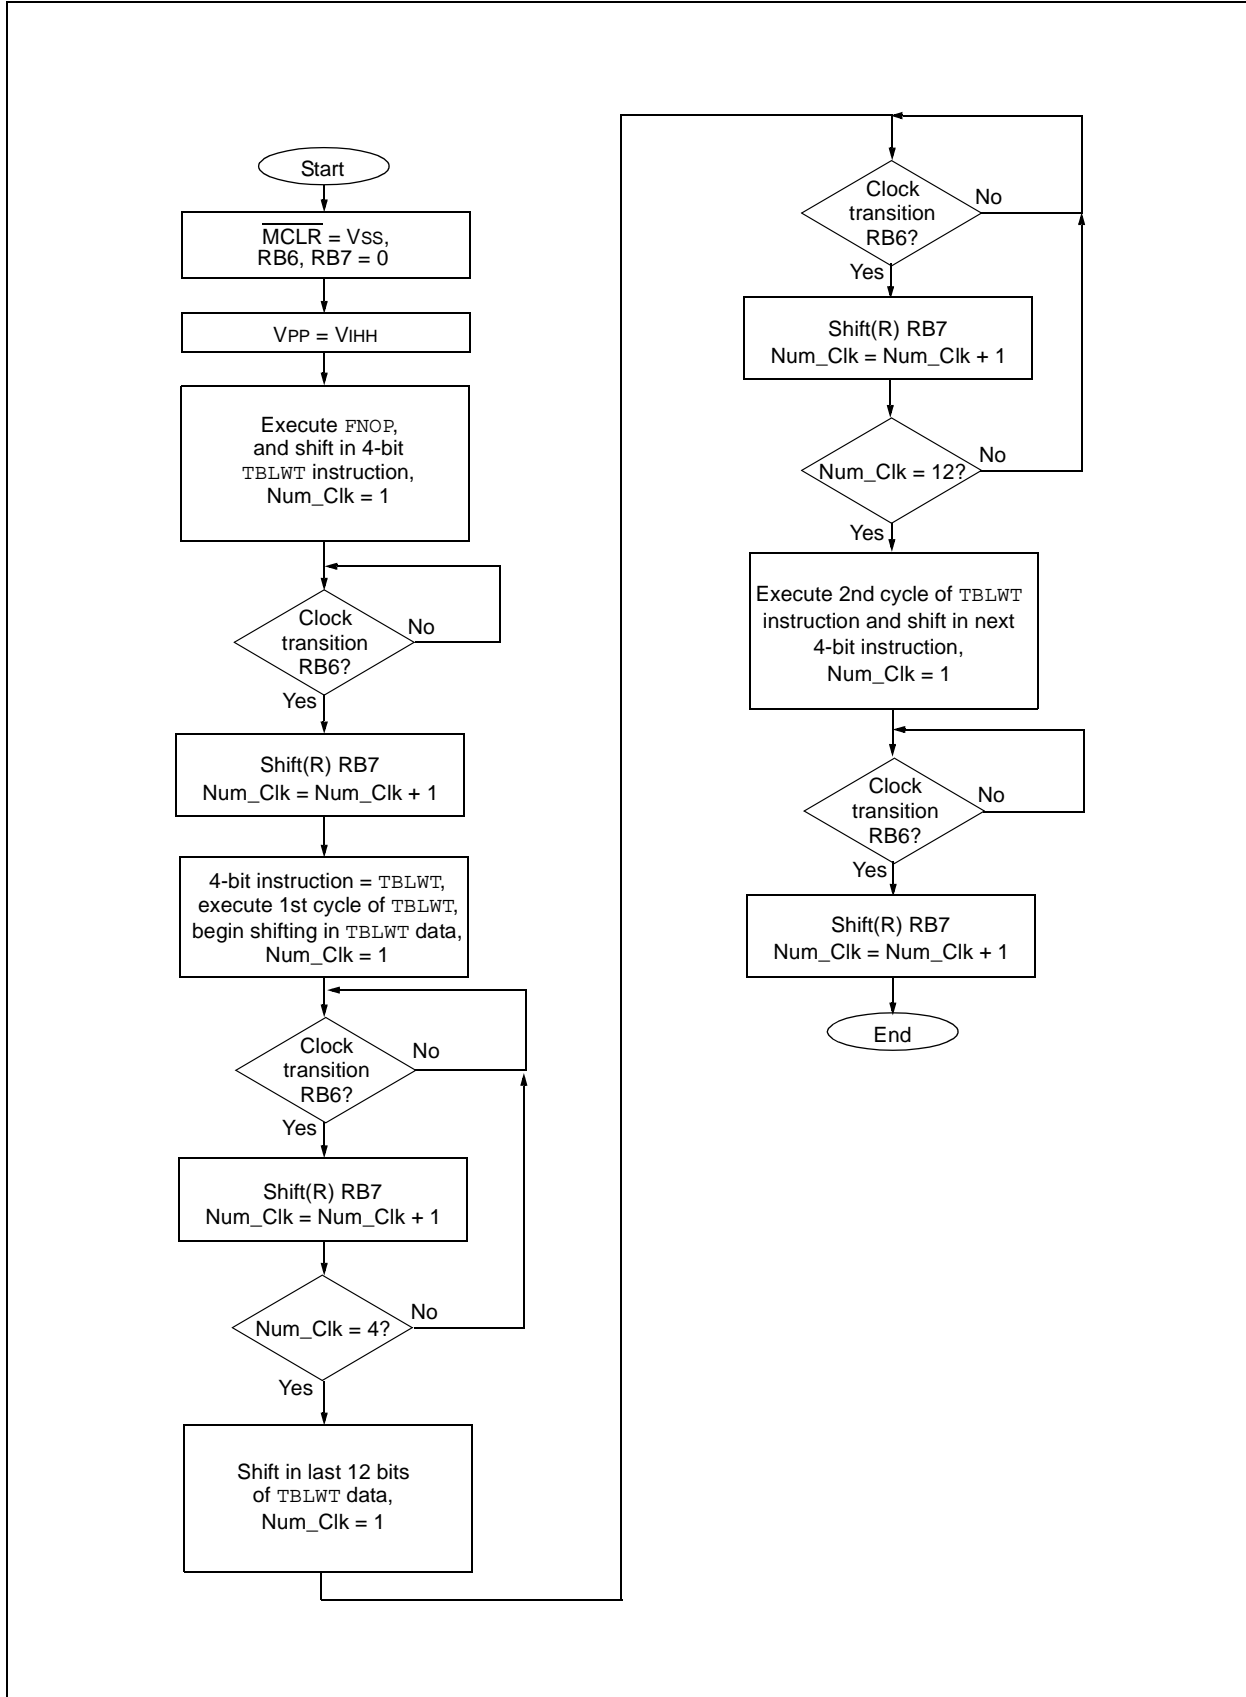 Start
MCLR = VSS,
RB6, RB7 = 0
VPP = VIHH
Execute FNOP,
and shift in 4-bit
TBLWT instruction,
Num_Clk = 1
Clock
transition
RB6?
No
Yes
Shift(R) RB7
Num_Clk = Num_Clk + 1
4-bit instruction = TBLWT,
execute 1st cycle of TBLWT,
begin shifting in TBLWT data,
Num_Clk = 1
Clock
transition
RB6?
No
Yes
Shift(R) RB7
Num_Clk = Num_Clk + 1
Num_Clk = 4?
No
Yes
Shift in last 12 bits
of TBLWT data,
Num_Clk = 1
Clock
transition
RB6?
No
Yes
Shift(R) RB7
Num_Clk = Num_Clk + 1
Num_Clk = 12?
No
Yes
Execute 2nd cycle of TBLWT
instruction and shift in next
4-bit instruction,
Num_Clk = 1
Clock
transition
RB6?
No
Yes
Shift(R) RB7
Num_Clk = Num_Clk + 1
End